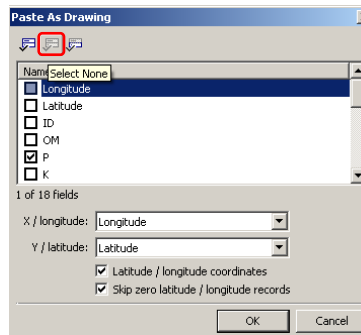 Paste As Drawing
Select None
Longitude
Latitude
ID
OM
P
K
1 of 18 fields
X / longitude: Longitude
Y / latitude: Latitude
Latitude / longitude coordinates
Skip zero latitude / longitude records
OK Cancel